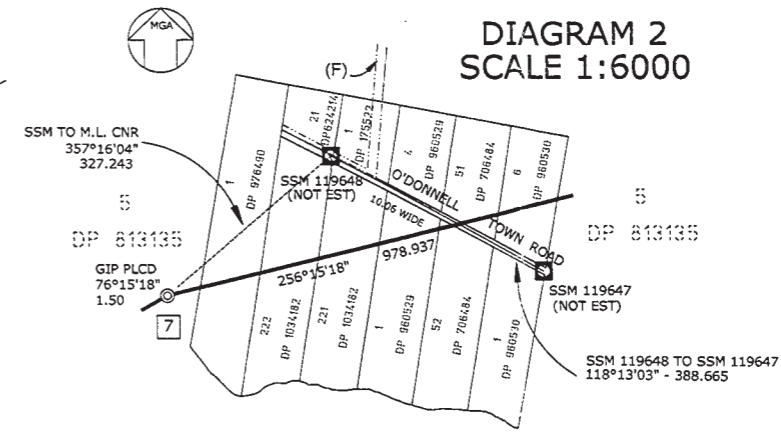 MGA
DIAGRAM 2
SCALE 1:6000
(F)
SSM TO M.L. CNR
357°16'04"
327.243
21
DP 624214
1
DP 175522
4
DP 960529
51
DP 706484
6
DP 960530
1
DP 976490
SSM 119648
(NOT EST)
O'DONNELL
TOWN ROAD
10.06 WIDE
5
DP 813135
5
DP 813135
GIP PLCD
76°15'18"
1.50
256°15'18"
978.937
7
SSM 119647
(NOT EST)
222
DP 1034182
221
DP 1034182
1
DP 960529
52
DP 706484
1
DP 960530
SSM 119648 TO SSM 119647
118°13'03" - 388.665